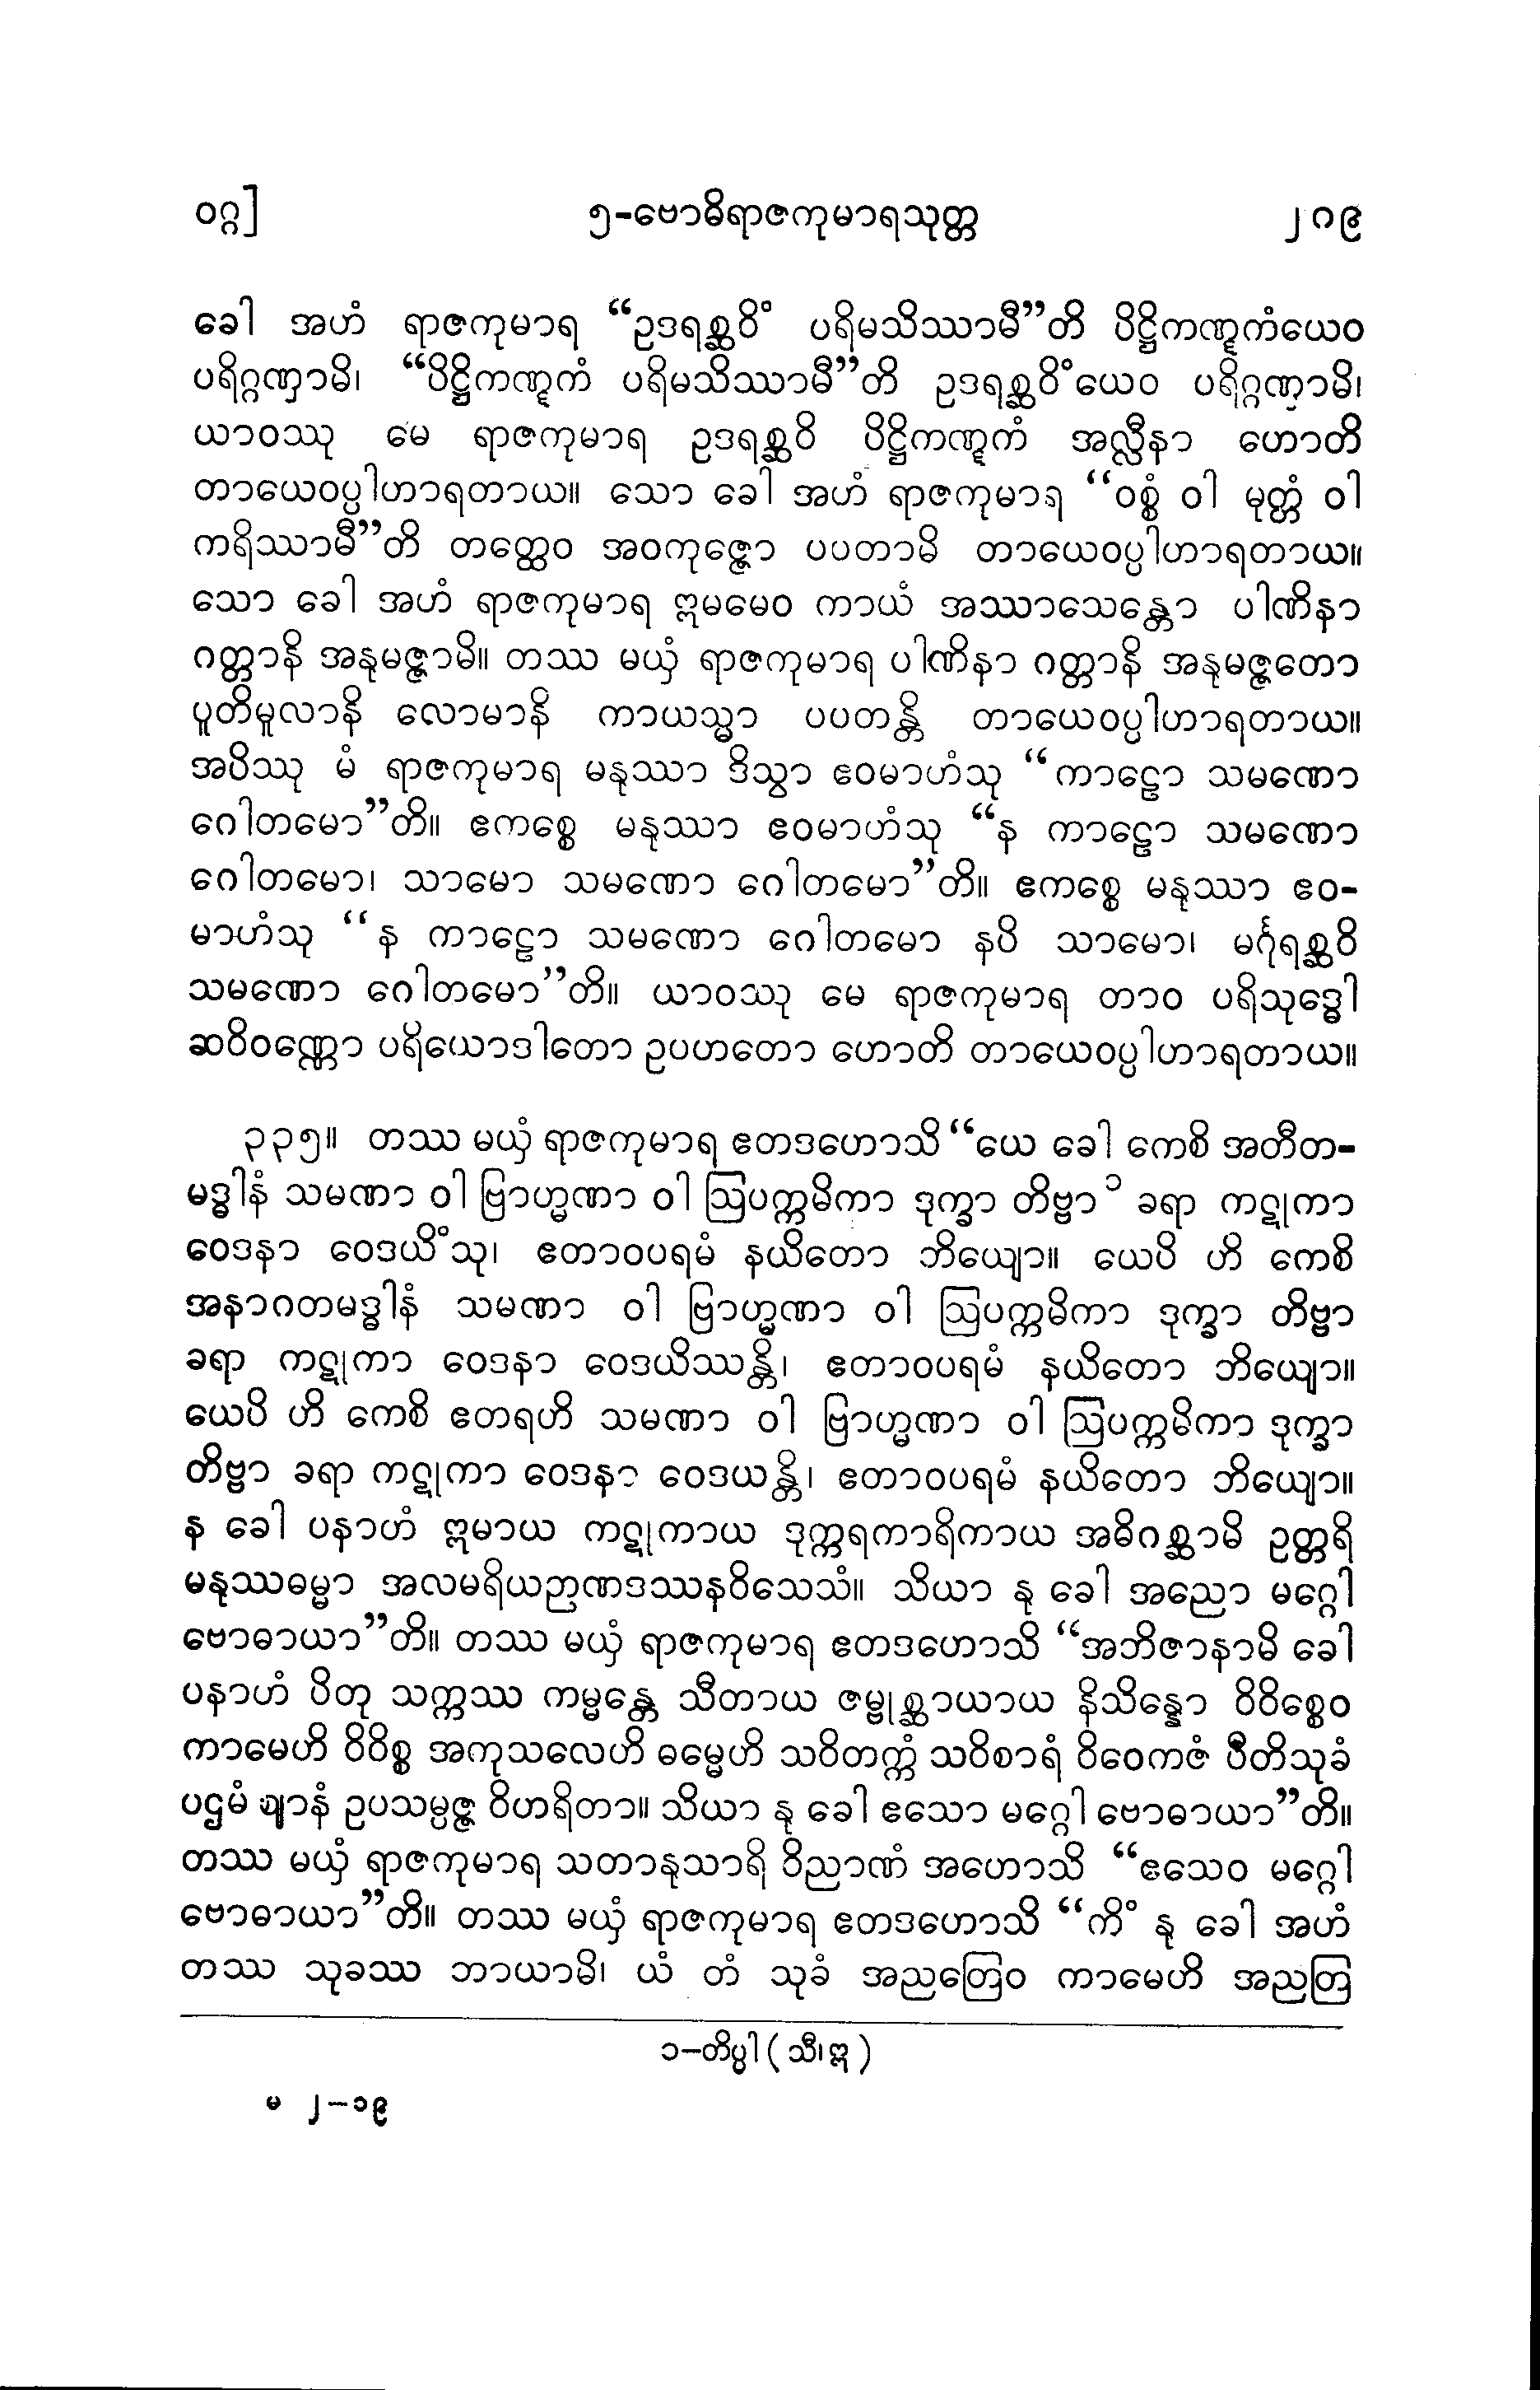 ဝဂ္ဂ]
၅-ဗောဓိရာဇကုမာရသုတ္တ
၂၈၉
ခေါ အဟံ ရာဇကုမာရ “ဥဒရစ္ဆဝိံ ပရိမသိဿာမီ”တိ ပိဋ္ဌိကဏ္ဋကံယေဝ
ပရိဂ္ဂဏှာမိ၊ “ပိဋ္ဌိကဏ္ဋကံ ပရိမသိဿာမီ”တိ ဥဒရစ္ဆဝိံယေဝ ပရိဂ္ဂဏှာမိ၊
ယာဝဿု မေ ရာဇကုမာရ ဥဒရစ္ဆဝိ ပိဋ္ဌိကဏ္ဋကံ အလ္လီနာ ဟောတိ
တာယေဝပ္ပါဟာရတာယ။ သော ခေါ အဟံ ရာဇကုမာရ “ဝစ္စံ ဝါ မုတ္တံ ဝါ
ကရိဿာမီ”တိ တတ္ထေဝ အဝကုဇ္ဇော ပပတာမိ တာယေဝပ္ပါဟာရတာယ။
သော ခေါ အဟံ ရာဇကုမာရ ဣမမေဝ ကာယံ အဿာသေန္တော ပါဏိနာ
ဂတ္တာနိ အနုမဇ္ဇာမိ။ တဿ မယှံ ရာဇကုမာရ ပါဏိနာ ဂတ္တာနိ အနုမဇ္ဇတော
ပူတိမူလာနိ လောမာနိ ကာယသ္မာ ပပတန္တိ တာယေဝပ္ပါဟာရတာယ။
အပိဿု မံ ရာဇကုမာရ မနုဿာ ဒိသွာ ဧဝမာဟံသု “ကာဠော သမဏော
ဂေါတမော”တိ။ ဧကစ္စေ မနုဿာ ဧဝမာဟံသု “န ကာဠော သမဏော
ဂေါတမော၊ သာမော သမဏော ဂေါတမော”တိ။ ဧကစ္စေ မနုဿာ ဧဝ-
မာဟံသု “န ကာဠော သမဏော ဂေါတမော နပိ သာမော၊ မင်္ဂုရစ္ဆဝိ
သမဏော ဂေါတမော”တိ။ ယာဝဿု မေ ရာဇကုမာရ တာဝ ပရိသုဒ္ဓေါ
ဆဝိဝဏ္ဏော ပရိယောဒါတော ဥပဟတော ဟောတိ တာယေဝပ္ပါဟာရတာယ။
၃၃၅။ တဿ မယှံ ရာဇကုမာရ ဧတဒဟောသိ “ယေ ခေါ ကေစိ အတီတ-
မဒ္ဓါနံ သမဏာ ဝါ ဗြာဟ္မဏာ ဝါ ဩပက္ကမိကာ ဒုက္ခာ တိဗ္ဗာ ၁ ခရာ ကဋုကာ
ဝေဒနာ ဝေဒယိံသု၊ ဧတာဝပရမံ နယိတော ဘိယျော။ ယေပိ ဟိ ကေစိ
အနာဂတမဒ္ဓါနံ သမဏာ ဝါ ဗြာဟ္မဏာ ဝါ ဩပက္ကမိကာ ဒုက္ခာ တိဗ္ဗာ
ခရာ ကဋုကာ ဝေဒနာ ဝေဒယိဿန္တိ၊ ဧတာဝပရမံ နယိတော ဘိယျော။
ယေပိ ဟိ ကေစိ ဧတရဟိ သမဏာ ဝါ ဗြာဟ္မဏာ ဝါ ဩပက္ကမိကာ ဒုက္ခာ
တိဗ္ဗာ ခရာ ကဋုကာ ဝေဒနာ ဝေဒယန္တိ၊ ဧတာဝပရမံ နယိတော ဘိယျော။
န ခေါ ပနာဟံ ဣမာယ ကဋုကာယ ဒုက္ကရကာရိကာယ အဓိဂစ္ဆာမိ ဥတ္တရိ
မနုဿဓမ္မာ အလမရိယဉာဏဒဿနဝိသေသံ။ သိယာ နု ခေါ အညော မဂ္ဂေါ
ဗောဓာယာ”တိ။ တဿ မယှံ ရာဇကုမာရ ဧတဒဟောသိ “အဘိဇာနာမိ ခေါ
ပနာဟံ ပိတု သက္ကဿ ကမ္မန္တေ သီတာယ ဇမ္ဗုစ္ဆာယာယ နိသိန္နော ဝိဝိစ္စေဝ
ကာမေဟိ ဝိဝိစ္စ အကုသလေဟိ ဓမ္မေဟိ သဝိတက္ကံ သဝိစာရံ ဝိဝေကဇံ ပီတိသုခံ
ပဌမံ ဈာနံ ဥပသမ္ပဇ္ဇ ဝိဟရိတာ။ သိယာ နု ခေါ ဧသော မဂ္ဂေါ ဗောဓာယာ”တိ။
တဿ မယှံ ရာဇကုမာရ သတာနုသာရိ ဝိညာဏံ အဟောသိ “ဧသေဝ မဂ္ဂေါ
ဗောဓာယာ”တိ။ တဿ မယှံ ရာဇကုမာရ ဧတဒဟောသိ “ကိံ နု ခေါ အဟံ
တဿ သုခဿ ဘာယာမိ၊ ယံ တံ သုခံ အညတြေဝ ကာမေဟိ အညတြ
၁-တိပ္ပါ (သီ၊ဣ)
မ ၂-၁၉